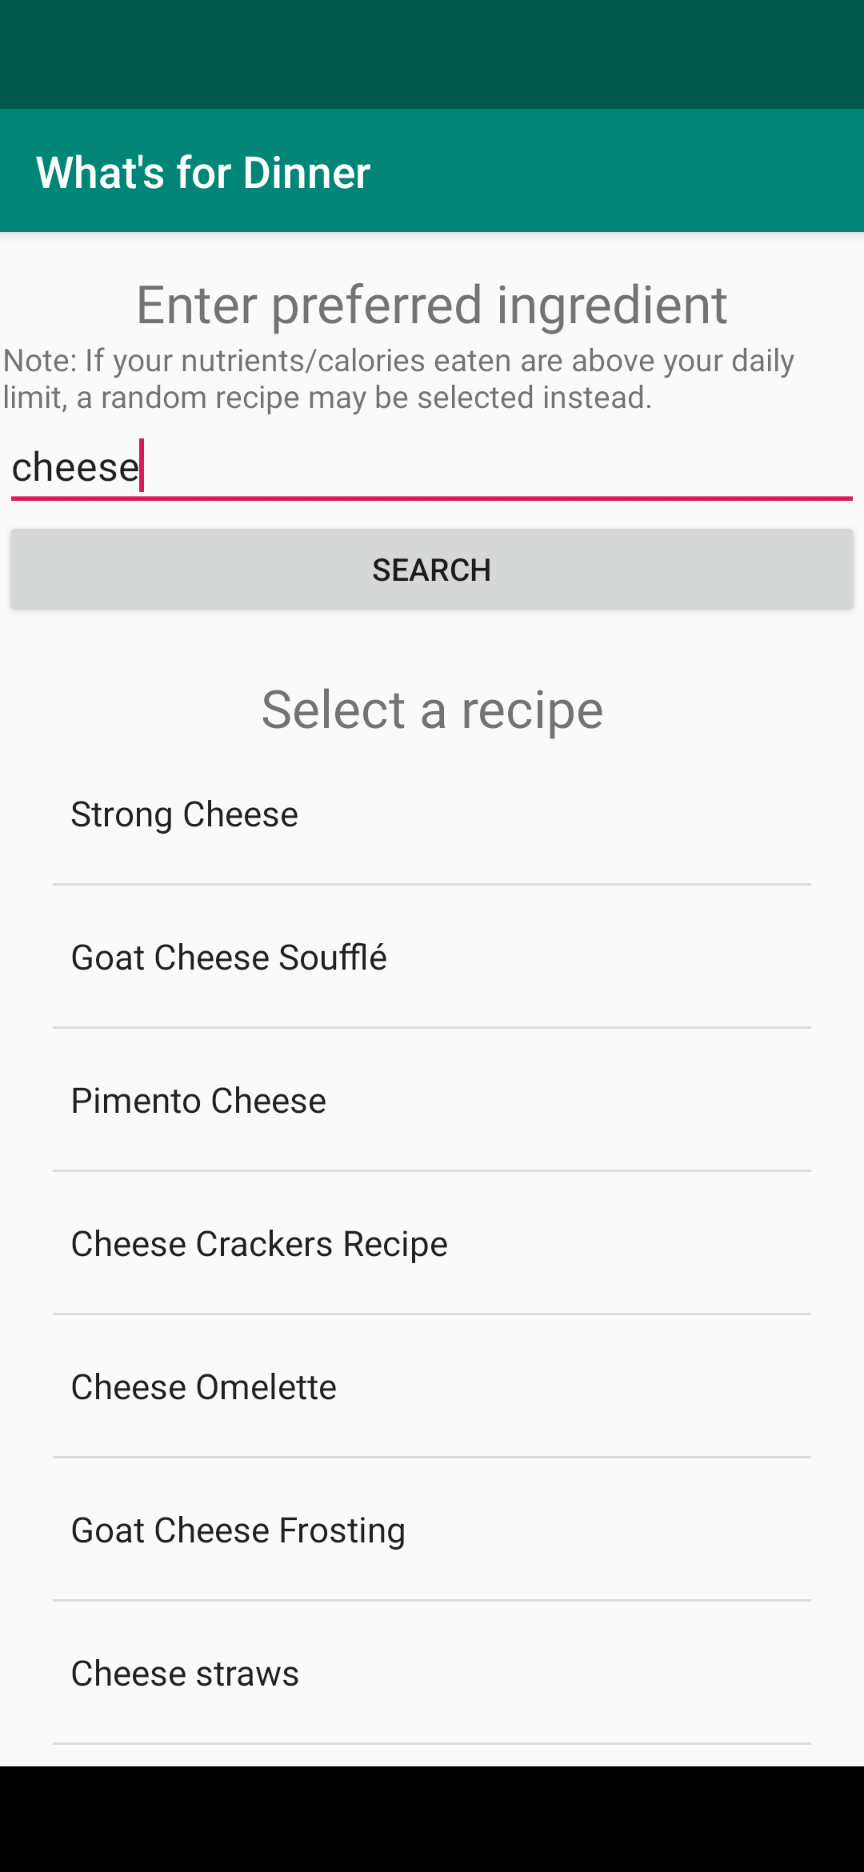 What's for Dinner
Enter preferred ingredient
Note: If your nutrients/calories eaten are above your daily
limit, a random recipe may be selected instead.
cheese
SEARCH
Select a recipe
Strong Cheese
Goat Cheese Soufflé
Pimento Cheese
Cheese Crackers Recipe
Cheese Omelette
Goat Cheese Frosting
Cheese straws